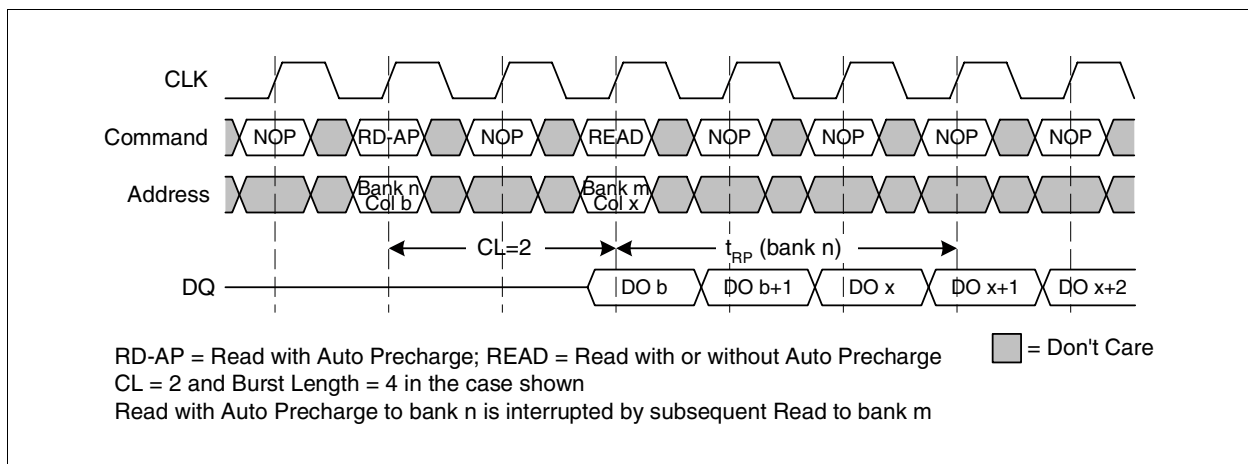 CLK
Command NOP RD-AP NOP READ NOP NOP NOP NOP
Address Bank n Col b Bank m Col x
CL=2 tRP (bank n)
DQ DO b DO b+1 DO x DO x+1 DO x+2
RD-AP = Read with Auto Precharge; READ = Read with or without Auto Precharge = Don't Care
CL = 2 and Burst Length = 4 in the case shown
Read with Auto Precharge to bank n is interrupted by subsequent Read to bank m